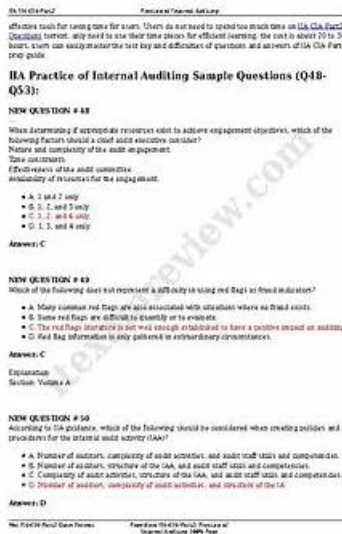 effective tools for saving time for users. Users do not need to spend too much time on IIA CIA-Part2
Questions torrent, only need to use their time pieces for efficient learning, the cost is about 20 to 30
hours, users can easily master the test key and difficulties of questions and answers of IIA CIA-Part2
prep guide.
IIA Practice of Internal Auditing Sample Questions (Q48-
Q53):
NEW QUESTION # 48
When determining if appropriate resources exist to achieve engagement objectives, which of the
following factors should a chief audit executive consider?
Nature and complexity of the audit engagement.
Time constraints.
Effectiveness of the audit committee.
Availability of resources for the engagement.
A. 1 and 2 only
B. 1, 2, and 3 only
C. 1, 2, and 4 only
D. 1, 3, and 4 only
Answer: C
NEW QUESTION # 49
Which of the following does not represent a difficulty in using red flags as fraud indicators?
A. Many common red flags are also associated with situations where no fraud exists.
B. Some red flags are difficult to quantify or to evaluate.
C. The red flags literature is not well enough established to have a positive impact on auditing.
D. Red flag information is only gathered in extraordinary circumstances.
Answer: C
Explanation
Section: Volume A
NEW QUESTION # 50
According to IIA guidance, which of the following should be considered when creating policies and
procedures for the internal audit activity (IAA)?
A. Number of auditors, complexity of audit activities, and audit staff skills and competencies.
B. Number of auditors, structure of the IAA, and audit staff skills and competencies.
C. Complexity of audit activities, structure of the IAA, and audit staff skills and competencies.
D. Number of auditors, complexity of audit activities, and structure of the IA
Answer: D